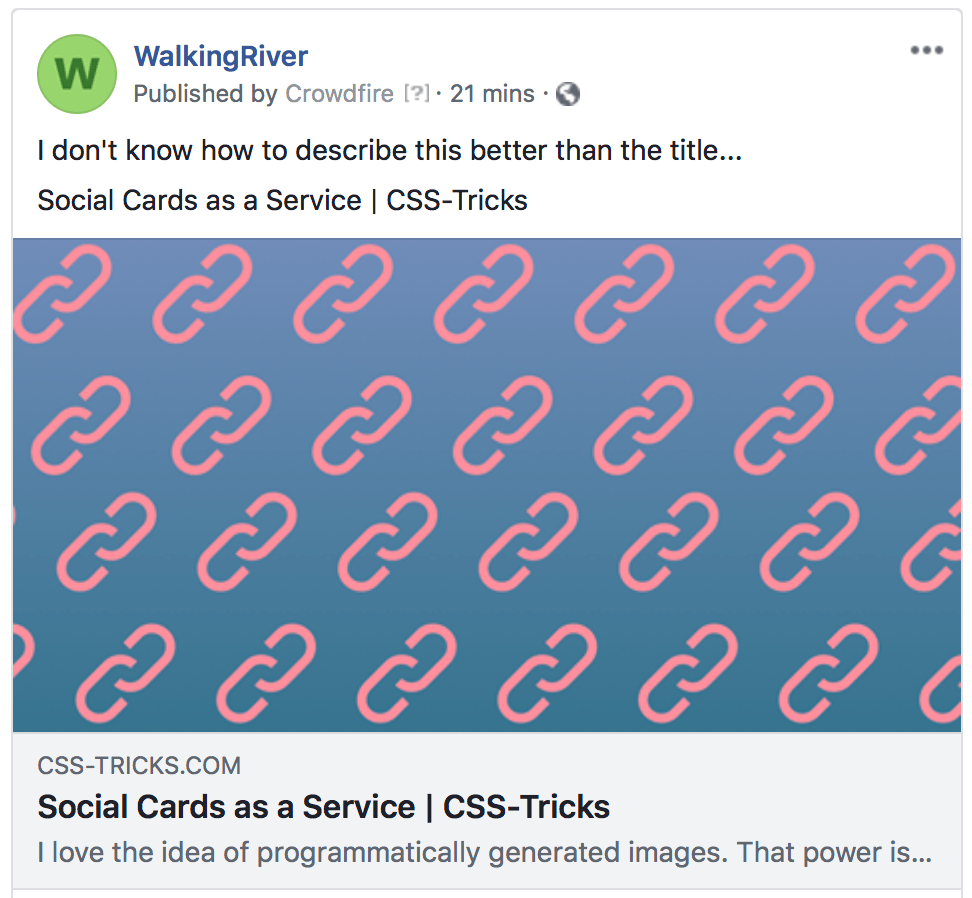 W
WalkingRiver
Published by Crowdfire [?] · 21 mins ·
I don't know how to describe this better than the title...
Social Cards as a Service | CSS-Tricks
CSS-TRICKS.COM
Social Cards as a Service | CSS-Tricks
I love the idea of programmatically generated images. That power is...